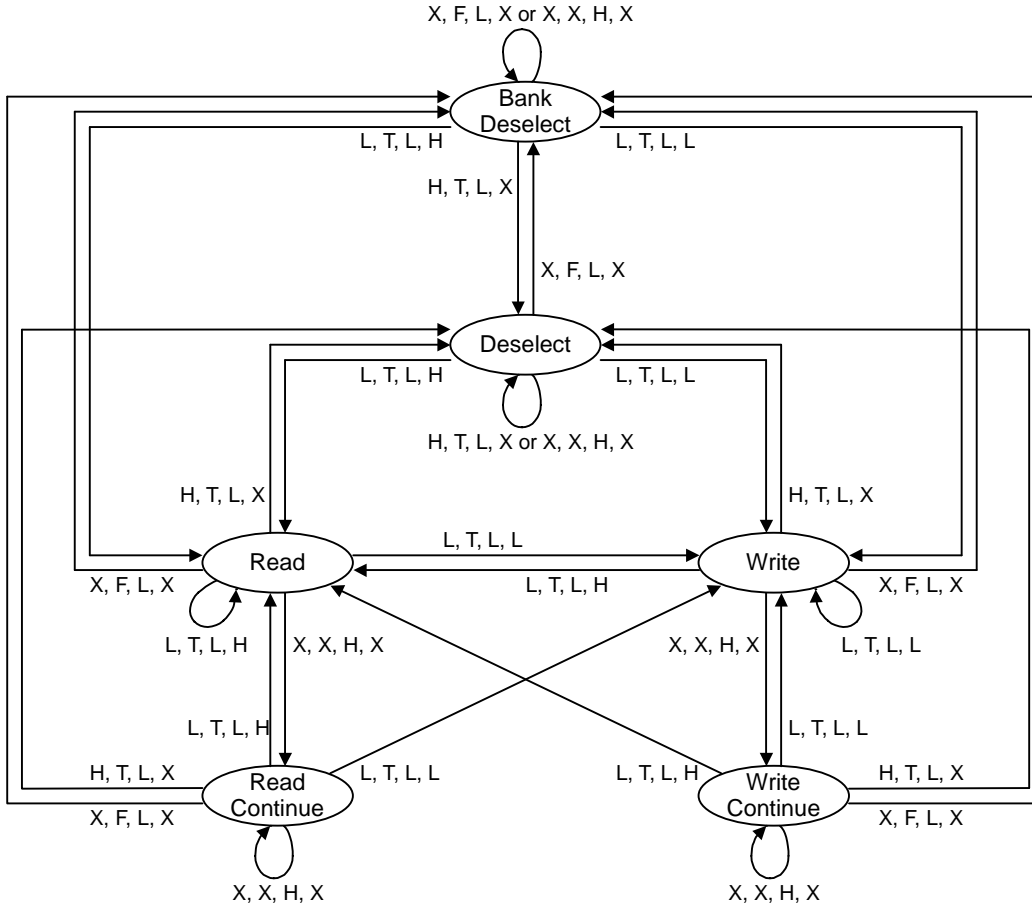 X, F, L, X or X, X, H, X
Bank
Deselect
L, T, L, H
L, T, L, L
H, T, L, X
X, F, L, X
Deselect
L, T, L, H
L, T, L, L
H, T, L, X or X, X, H, X
H, T, L, X
H, T, L, X
L, T, L, L
Read
Write
X, F, L, X
L, T, L, H
X, F, L, X
L, T, L, H
X, X, H, X
X, X, H, X
L, T, L, L
L, T, L, H
L, T, L, L
H, T, L, X
Read
Continue
L, T, L, L
L, T, L, H
Write
Continue
H, T, L, X
X, F, L, X
X, F, L, X
X, X, H, X
X, X, H, X